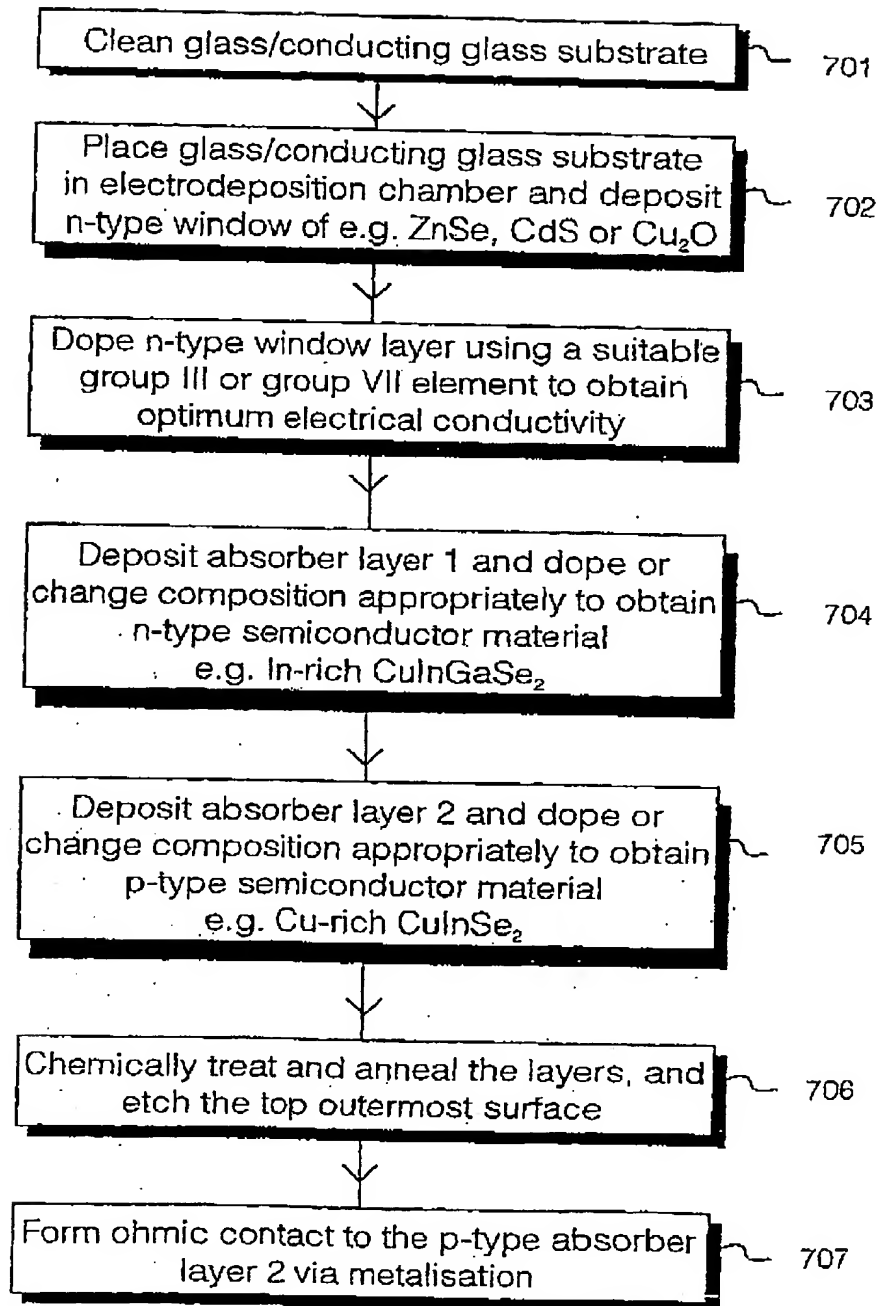 Clean glass/conducting glass substrate
701
Place glass/conducting glass substrate
in electrodeposition chamber and deposit
n-type window of e.g. ZnSe, CdS or Cu₂O
702
Dope n-type window layer using a suitable
group III or group VII element to obtain
optimum electrical conductivity
703
Deposit absorber layer 1 and dope or
change composition appropriately to obtain
n-type semiconductor material
e.g. In-rich CuInGaSe₂
704
Deposit absorber layer 2 and dope or
change composition appropriately to obtain
p-type semiconductor material
e.g. Cu-rich CuInSe₂
705
Chemically treat and anneal the layers, and
etch the top outermost surface
706
Form ohmic contact to the p-type absorber
layer 2 via metalisation
707